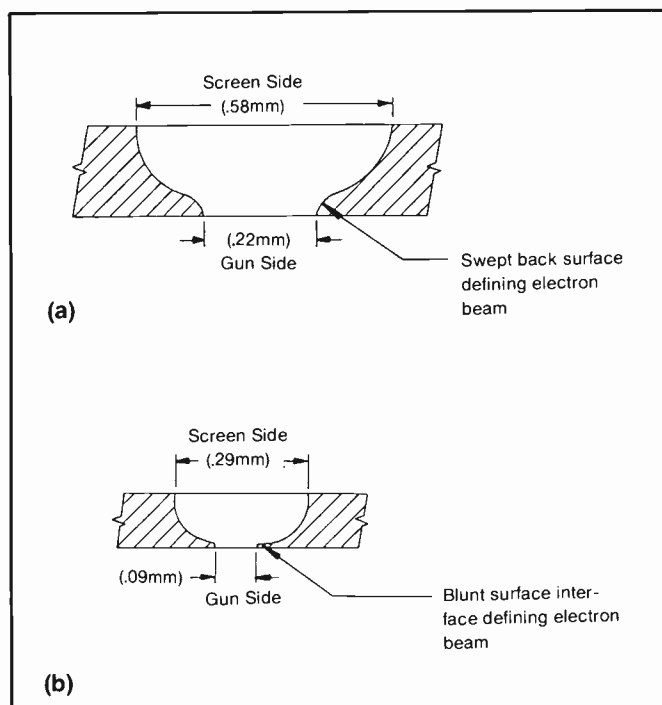 Screen Side
(.58mm)
(.22mm)
Gun Side
Swept back surface
defining electron
beam
(a)
Screen Side
(.29mm)
(.09mm)
Gun Side
Blunt surface inter-
face defining electron
beam
(b)